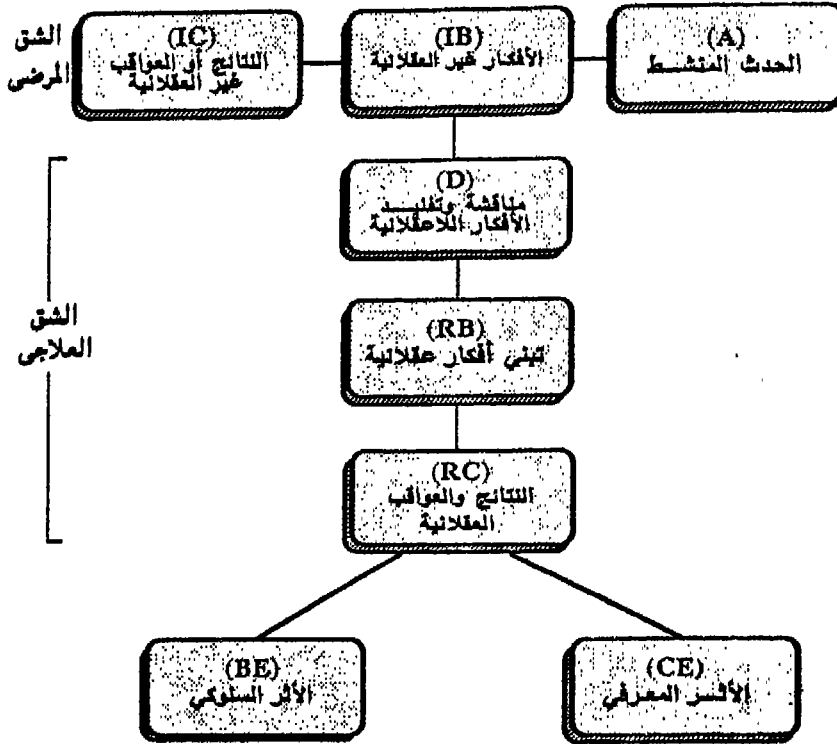 (A)
الحدث المنشط
(IB)
الأفكار غير العقلانية
(IC)
النتائج أو العواقب
غير العقلانية
الشق
المرضى
(D)
مناقشة وتفنيد
الأفكار اللاعقلانية
(RB)
تبني أفكار عقلانية
(RC)
النتائج والعواقب
العقلانية
الشق
العلاجى
(CE)
الأثر المعرفي
(BE)
الأثر السلوكي